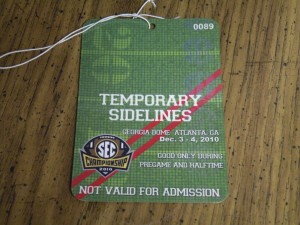 0089
TEMPORARY
SIDELINES
GEORGIA DOME· ATLANTA, GA
Dec. 3 - 4, 2010
GOOD ONLY DURING
PREGAME AND HALFTIME
SEC
CHAMPIONSHIP
2010
NOT VALID FOR ADMISSION